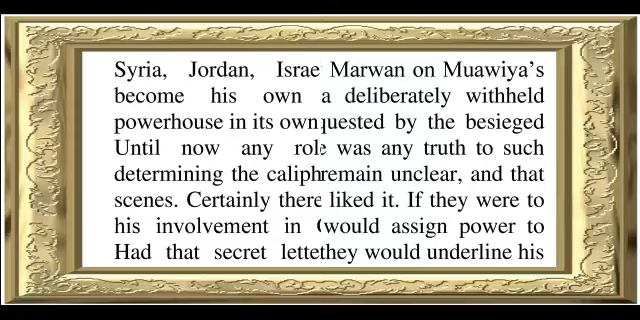 Syria, Jordan, Israe Marwan on Muawiya’s
become his own a deliberately withheld
powerhouse in its own quested by the besieged
Until now any role was any truth to such
determining the caliph remain unclear, and that
scenes. Certainly there liked it. If they were to
his involvement in ( would assign power to
Had that secret lette they would underline his